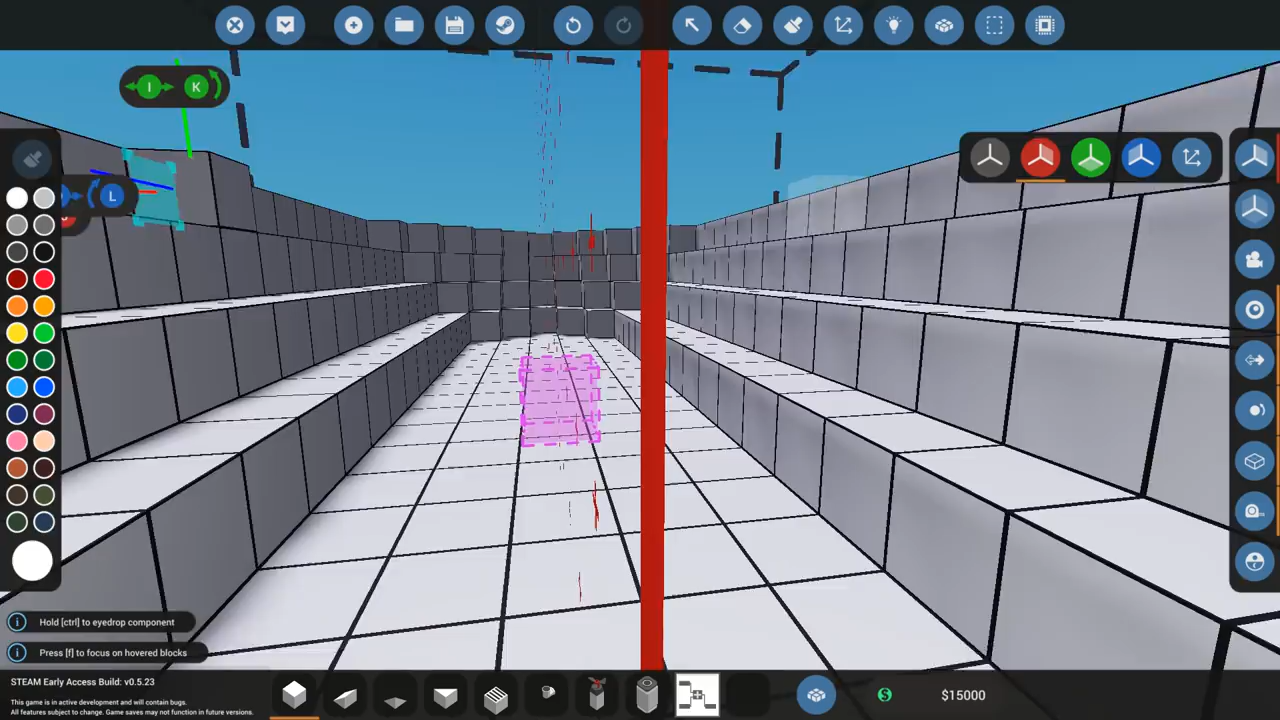 I K
L
Hold [ctrl] to eyedrop component
Press [f] to focus on hovered blocks
STEAM Early Access Build: v0.5.23
This game is in active development and will contain bugs.
All features subject to change. Game saves may not function in future versions.
$ $15000